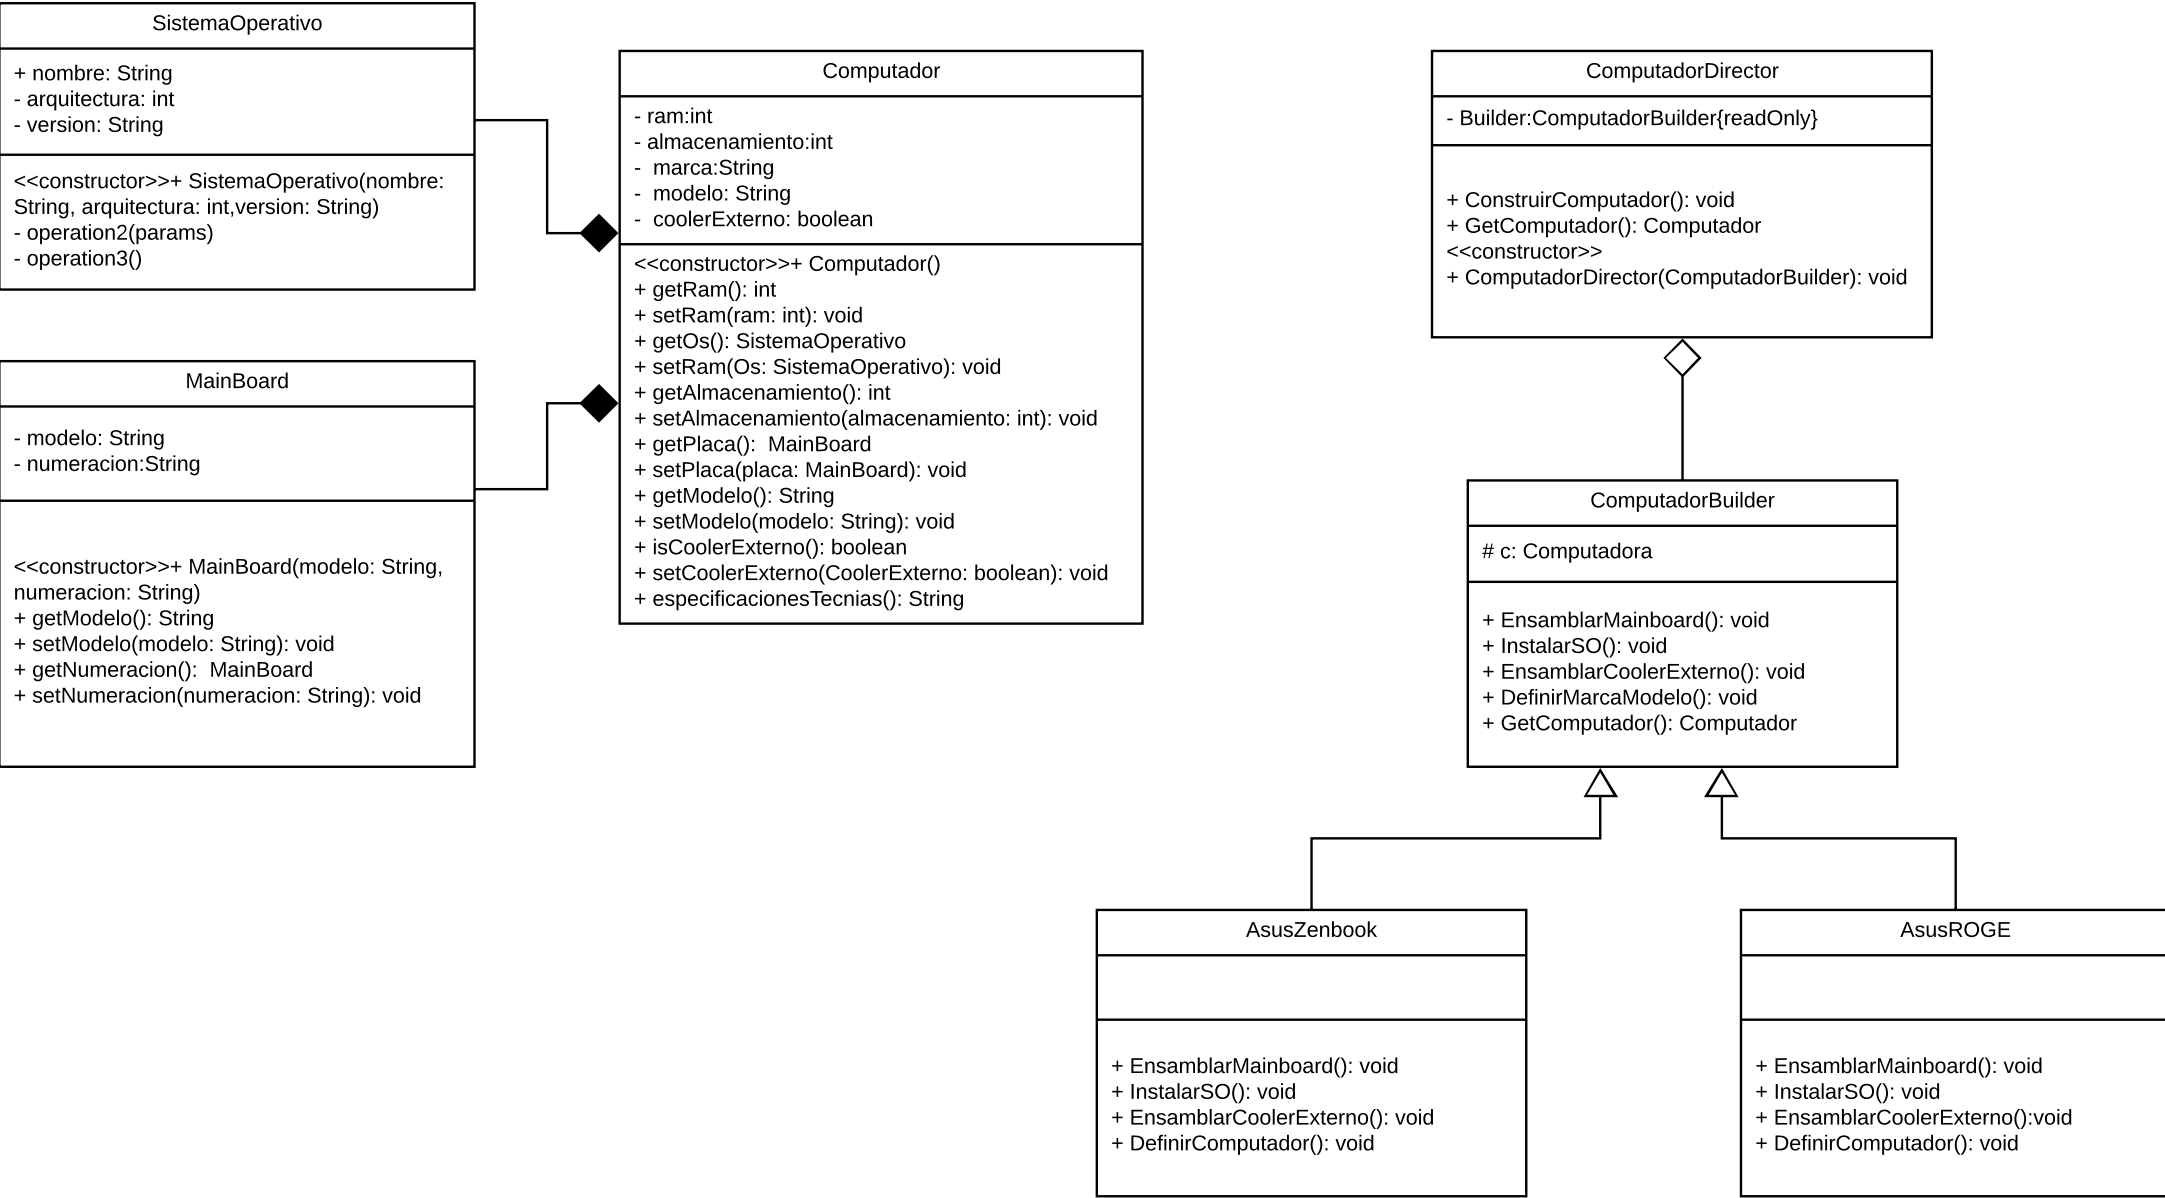 SistemaOperativo
+ nombre: String
- arquitectura: int
- version: String
<<constructor>>+ SistemaOperativo(nombre:
String, arquitectura: int,version: String)
- operation2(params)
- operation3()
MainBoard
- modelo: String
- numeracion:String
<<constructor>>+ MainBoard(modelo: String,
numeracion: String)
+ getModelo(): String
+ setModelo(modelo: String): void
+ getNumeracion():  MainBoard
+ setNumeracion(numeracion: String): void
Computador
- ram:int
- almacenamiento:int
-  marca:String
-  modelo: String
-  coolerExterno: boolean
<<constructor>>+ Computador()
+ getRam(): int
+ setRam(ram: int): void
+ getOs(): SistemaOperativo
+ setRam(Os: SistemaOperativo): void
+ getAlmacenamiento(): int
+ setAlmacenamiento(almacenamiento: int): void
+ getPlaca():  MainBoard
+ setPlaca(placa: MainBoard): void
+ getModelo(): String
+ setModelo(modelo: String): void
+ isCoolerExterno(): boolean
+ setCoolerExterno(CoolerExterno: boolean): void
+ especificacionesTecnias(): String
ComputadorDirector
- Builder:ComputadorBuilder{readOnly}
+ ConstruirComputador(): void
+ GetComputador(): Computador
<<constructor>>
+ ComputadorDirector(ComputadorBuilder): void
ComputadorBuilder
# c: Computadora
+ EnsamblarMainboard(): void
+ InstalarSO(): void
+ EnsamblarCoolerExterno(): void
+ DefinirMarcaModelo(): void
+ GetComputador(): Computador
AsusZenbook
+ EnsamblarMainboard(): void
+ InstalarSO(): void
+ EnsamblarCoolerExterno(): void
+ DefinirComputador(): void
AsusROGE
+ EnsamblarMainboard(): void
+ InstalarSO(): void
+ EnsamblarCoolerExterno():void
+ DefinirComputador(): void